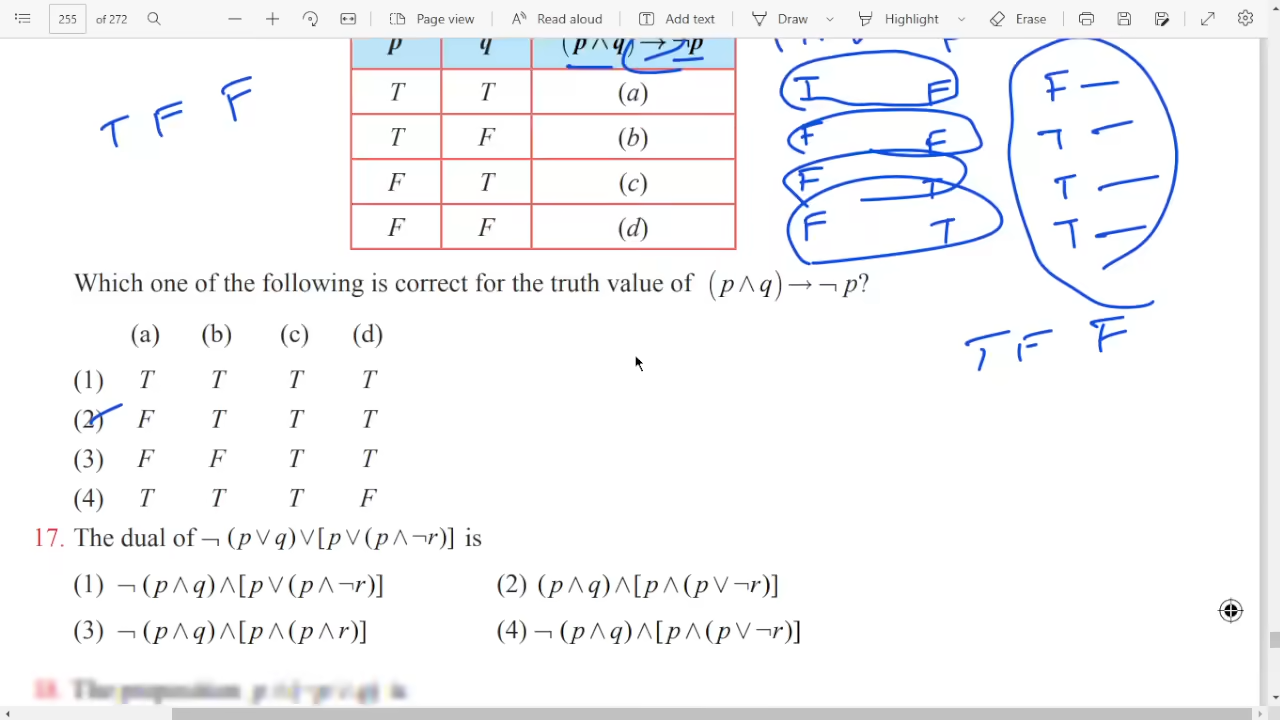 255 of 272 Page view Read aloud Add text Draw Highlight Erase
p q (p∧q)→¬p
T T (a) T F
T F F
T F (b) F F T
F T (c) F T T
F F (d) F T T
Which one of the following is correct for the truth value of (p∧q)→¬p?
(a) (b) (c) (d)
T F F
(1) T T T T
(2) F T T T
(3) F F T T
(4) T T T F
17. The dual of ¬(p∨q)∨[p∨(p∧¬r)] is
(1) ¬(p∧q)∧[p∨(p∧¬r)] (2) (p∧q)∧[p∧(p∨¬r)]
(3) ¬(p∧q)∧[p∧(p∧r)] (4) ¬(p∧q)∧[p∧(p∨¬r)]